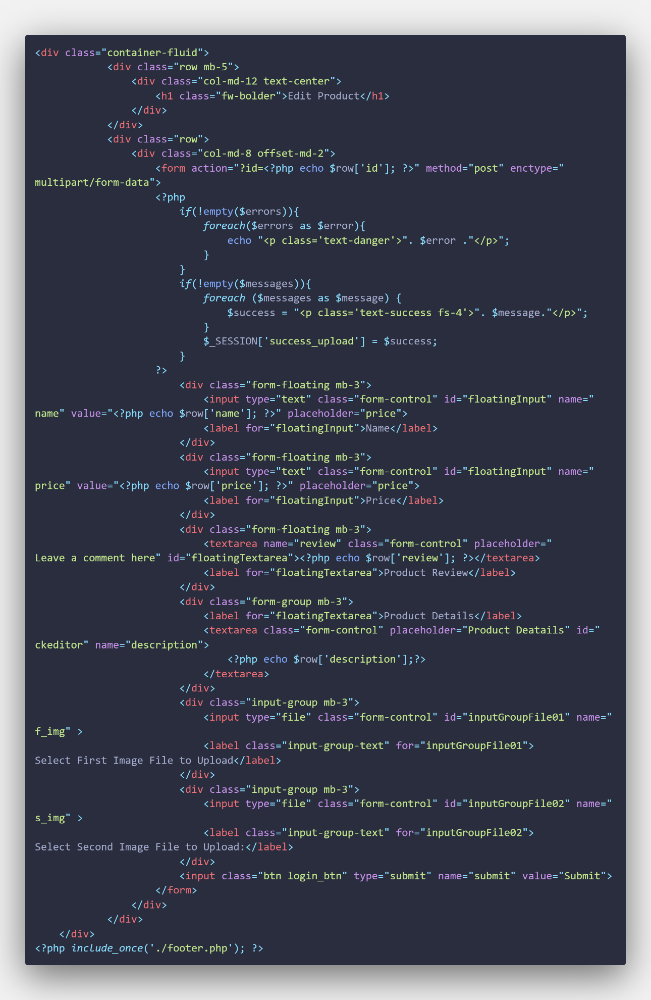 <div class="container-fluid">
            <div class="row mb-5">
                <div class="col-md-12 text-center">
                    <h1 class="fw-bolder">Edit Product</h1>
                </div>
            </div>
            <div class="row">
                <div class="col-md-8 offset-md-2">
                    <form action="?id=<?php echo $row['id']; ?>" method="post" enctype="
multipart/form-data">
                    <?php
                        if(!empty($errors)){
                            foreach($errors as $error){
                                echo "<p class='text-danger'>". $error ."</p>";
                            }
                        }
                        if(!empty($messages)){
                            foreach ($messages as $message) {
                                $success = "<p class='text-success fs-4'>". $message."</p>";
                            }
                            $_SESSION['success_upload'] = $success;
                        }
                    ?>
                        <div class="form-floating mb-3">
                            <input type="text" class="form-control" id="floatingInput" name="
name" value="<?php echo $row['name']; ?>" placeholder="price">
                            <label for="floatingInput">Name</label>
                        </div>
                        <div class="form-floating mb-3">
                            <input type="text" class="form-control" id="floatingInput" name="
price" value="<?php echo $row['price']; ?>" placeholder="price">
                            <label for="floatingInput">Price</label>
                        </div>
                        <div class="form-floating mb-3">
                            <textarea name="review" class="form-control" placeholder="
Leave a comment here" id="floatingTextarea"><?php echo $row['review']; ?></textarea>
                            <label for="floatingTextarea">Product Review</label>
                        </div>
                        <div class="form-group mb-3">
                            <label for="floatingTextarea">Product Details</label>
                            <textarea class="form-control" placeholder="Product Deatails" id="
ckeditor" name="description">
                                <?php echo $row['description'];?>
                            </textarea>
                        </div>
                        <div class="input-group mb-3">
                            <input type="file" class="form-control" id="inputGroupFile01" name="
f_img" >
                            <label class="input-group-text" for="inputGroupFile01">
Select First Image File to Upload</label>
                        </div>
                        <div class="input-group mb-3">
                            <input type="file" class="form-control" id="inputGroupFile02" name="
s_img" >
                            <label class="input-group-text" for="inputGroupFile02">
Select Second Image File to Upload:</label>
                        </div>
                        <input class="btn login_btn" type="submit" name="submit" value="Submit">
                    </form>
                </div>
            </div>
    </div>
<?php include_once('./footer.php'); ?>